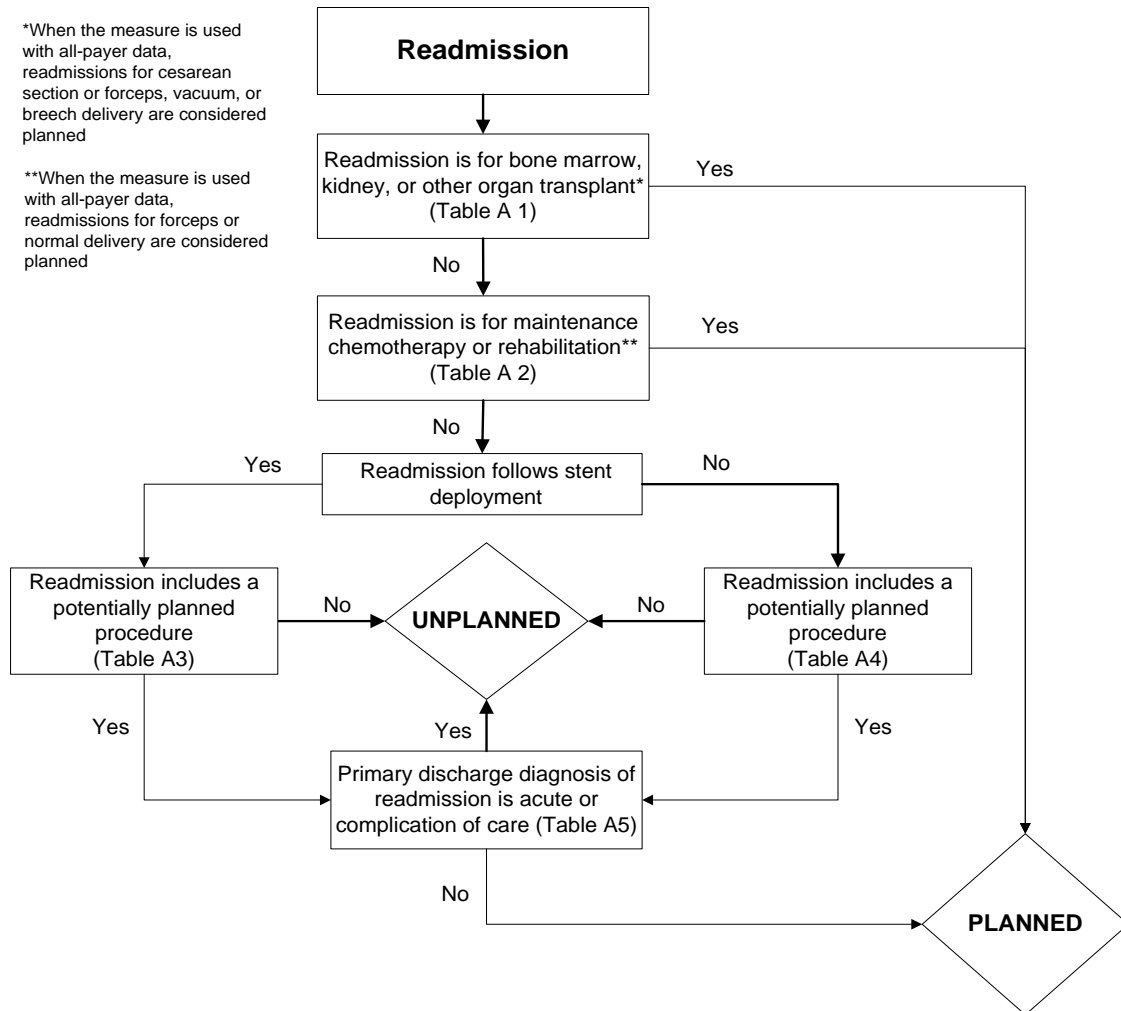 *When the measure is used
with all-payer data,
readmissions for cesarean
section or forceps, vacuum, or
breech delivery are considered
planned
**When the measure is used
with all-payer data,
readmissions for forceps or
normal delivery are considered
planned
Readmission
Readmission is for bone marrow,
kidney, or other organ transplant*
(Table A 1)
Yes
No
Readmission is for maintenance
chemotherapy or rehabilitation**
(Table A 2)
Yes
No
Yes
Readmission follows stent
deployment
No
Readmission includes a
potentially planned
procedure
(Table A3)
No
UNPLANNED
No
Readmission includes a
potentially planned
procedure
(Table A4)
Yes
Yes
Yes
Primary discharge diagnosis of
readmission is acute or
complication of care (Table A5)
No
PLANNED